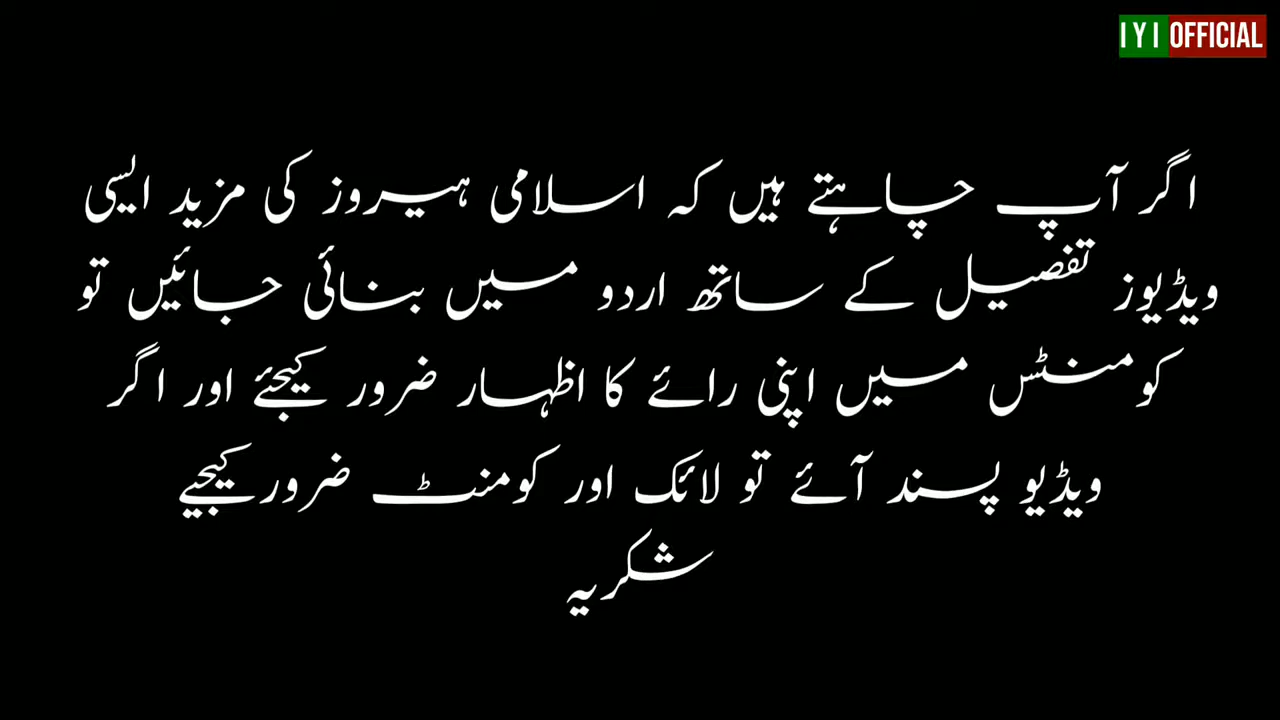 IYI OFFICIAL
اگر آپ چاہتے ہیں کہ اسلامی ہیروز کی مزید ایسی
ویڈیوز تفصیل کے ساتھ اردو میں بنائی جائیں تو
کومنٹس میں اپنی رائے کا اظہار ضرور کیجئے اور اگر
ویڈیو پسند آئے تو لائک اور کومنٹ ضرور کیجیے
شکریہ